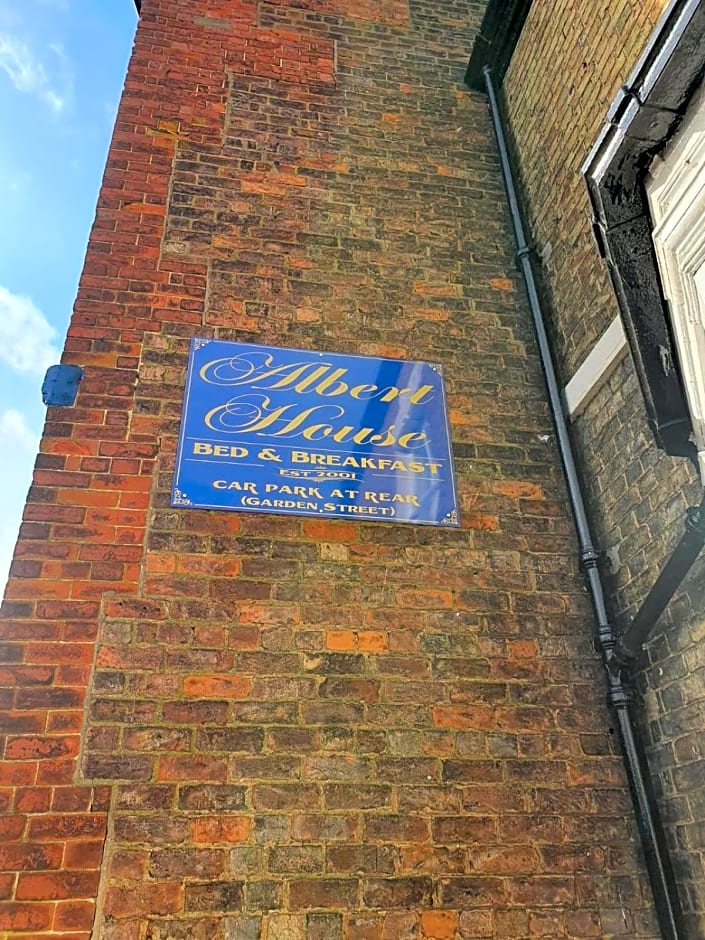 Albert
House
BED & BREAKFAST
EST 2001
CAR PARK AT REAR
(GARDEN STREET)